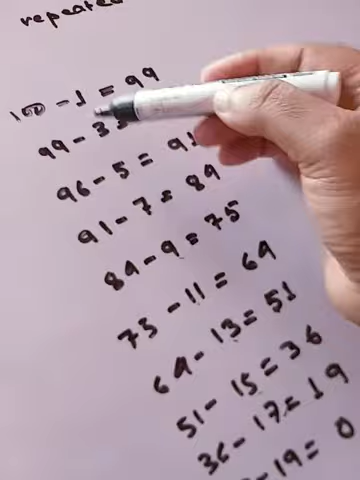 repeated
100 - 1 = 99
99 - 3
96 - 5 = 91
91 - 7 = 84
84 - 9 = 75
75 - 11 = 64
64 - 13 = 51
51 - 15 = 36
36 - 17 = 19
- 19 = 0